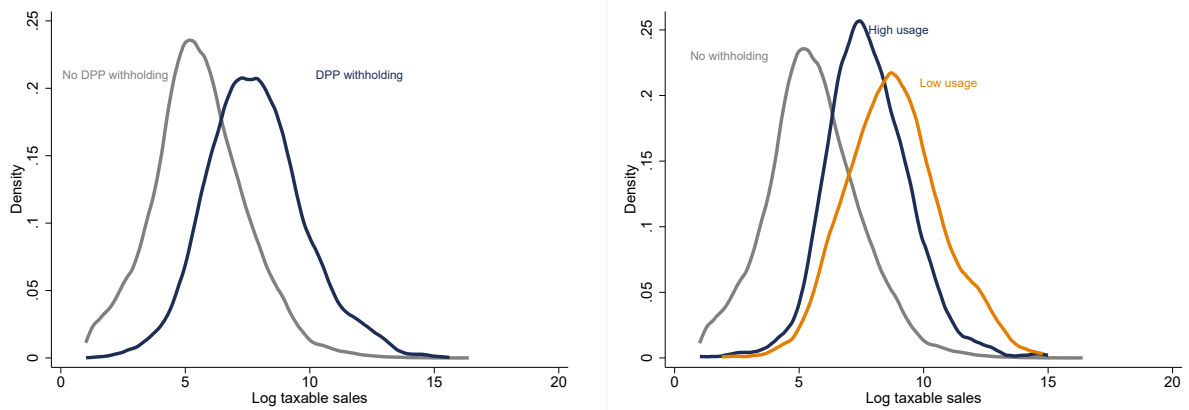 .25
.2
.15
.1
.05
0
Density
No DPP withholding
DPP withholding
0 5 10 15 20
Log taxable sales
.25
.2
.15
.1
.05
0
Density
High usage
No withholding
Low usage
0 5 10 15 20
Log taxable sales